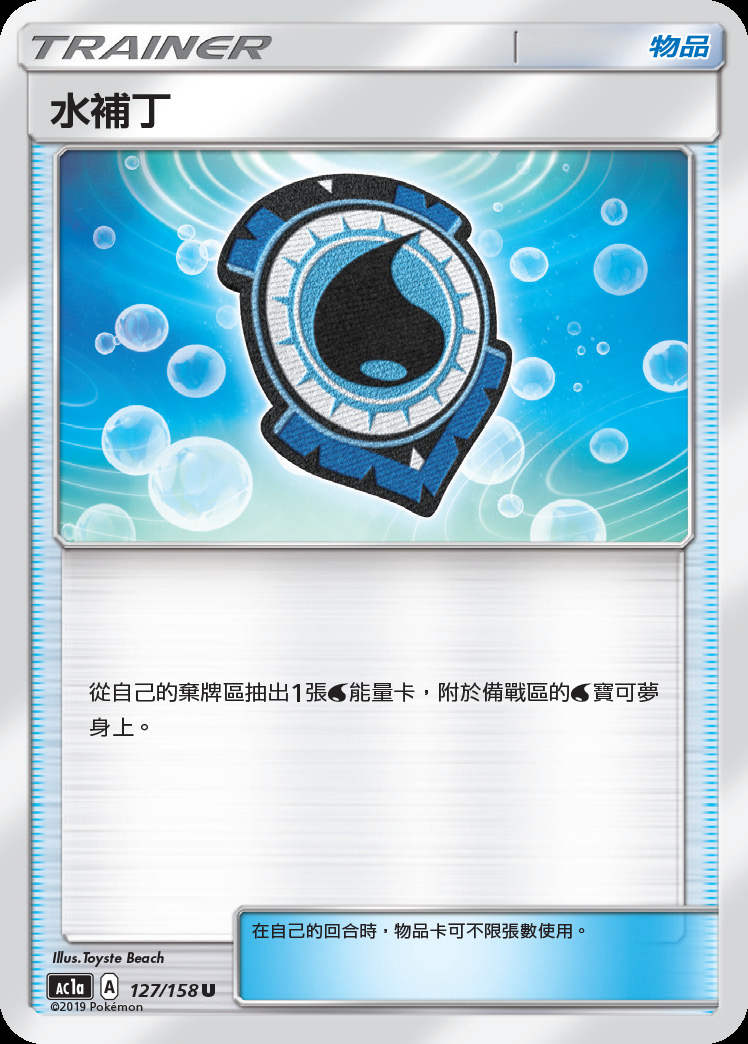 TRAINER
物品
水補丁
從自己的棄牌區抽出1張能量卡，附於備戰區的寶可夢
身上。
在自己的回合時，物品卡可不限張數使用。
Illus. Toyste Beach
AC1a A 127/158 U
©2019 Pokémon